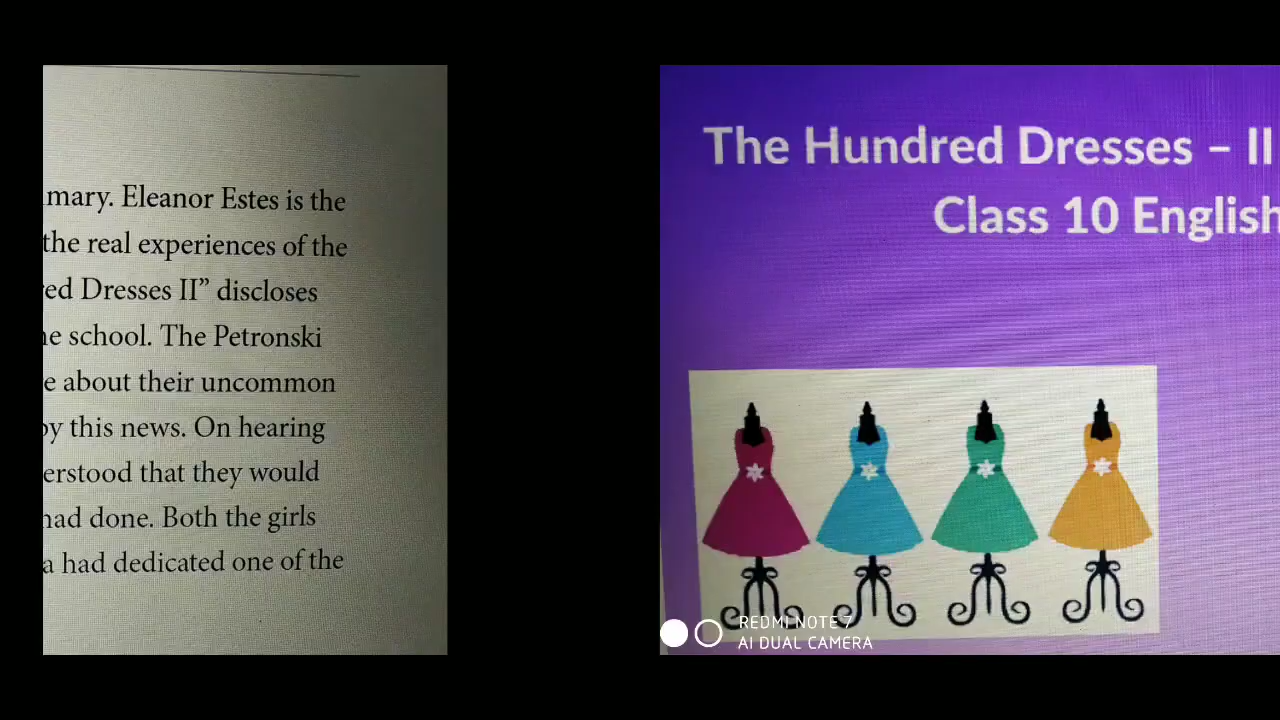 mary. Eleanor Estes is the
the real experiences of the
Dresses II” discloses
school. The Petronski
about their uncommon
by this news. On hearing
that they would
had done. Both the girls
had dedicated one of the
The Hundred Dresses – II
Class 10 English
REDMI NOTE 7
AI DUAL CAMERA